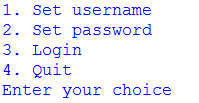 1. Set username
2. Set password
3. Login
4. Quit
Enter your choice